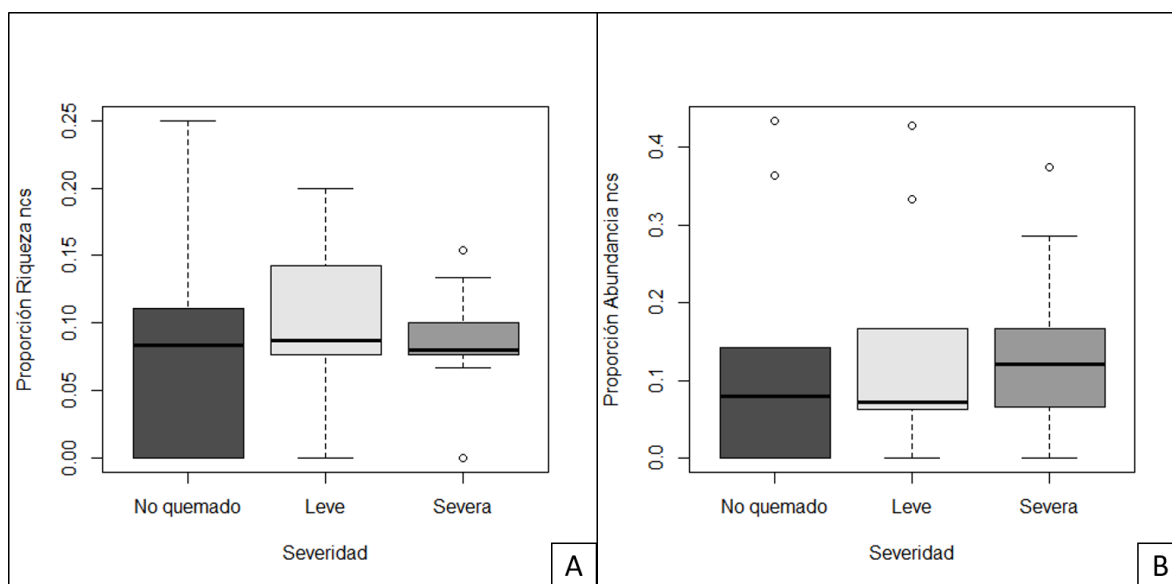 Proporción Riqueza ncs
0.25
0.20
0.15
0.10
0.05
0.00
No quemado Leve Severa
Severidad
A
Proporción Abundancia ncs
0.4
0.3
0.2
0.1
0.0
No quemado Leve Severa
Severidad
B